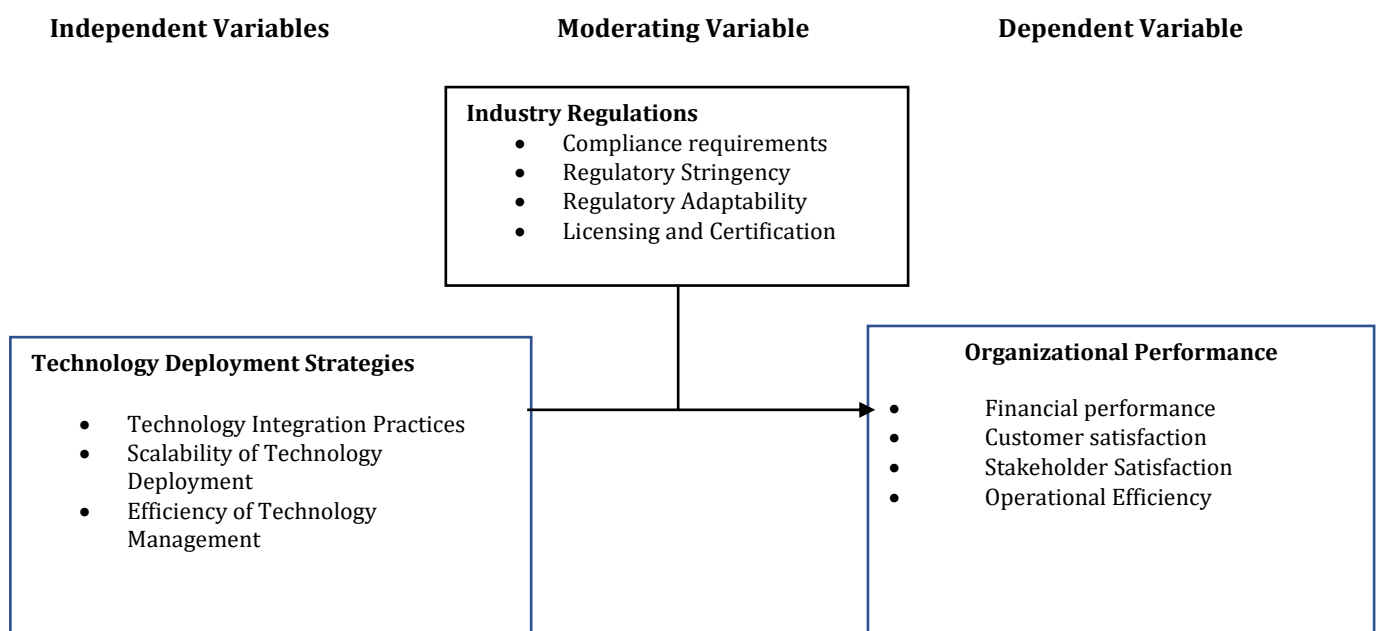 Independent Variables
Moderating Variable
Dependent Variable
Industry Regulations
• Compliance requirements
• Regulatory Stringency
• Regulatory Adaptability
• Licensing and Certification
Technology Deployment Strategies
• Technology Integration Practices
• Scalability of Technology
Deployment
• Efficiency of Technology
Management
Organizational Performance
• Financial performance
• Customer satisfaction
• Stakeholder Satisfaction
• Operational Efficiency